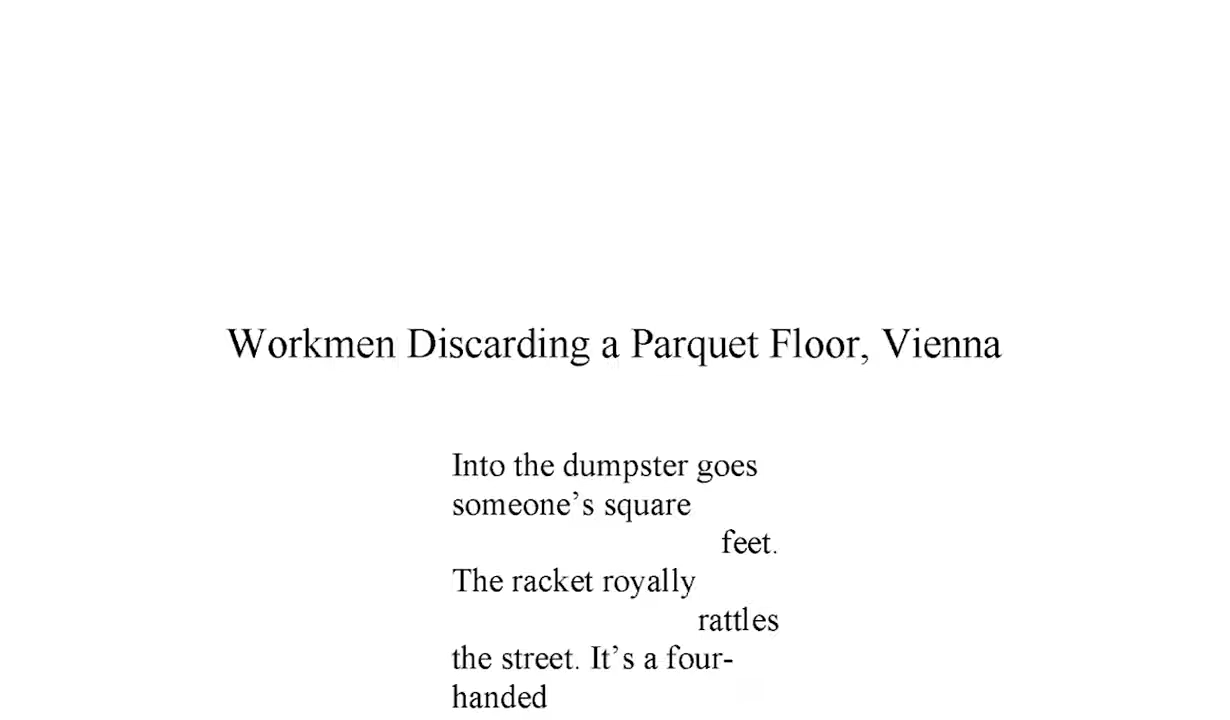 Workmen Discarding a Parquet Floor, Vienna
Into the dumpster goes
someone’s square
feet.
The racket royally
rattles
the street. It’s a four-
handed